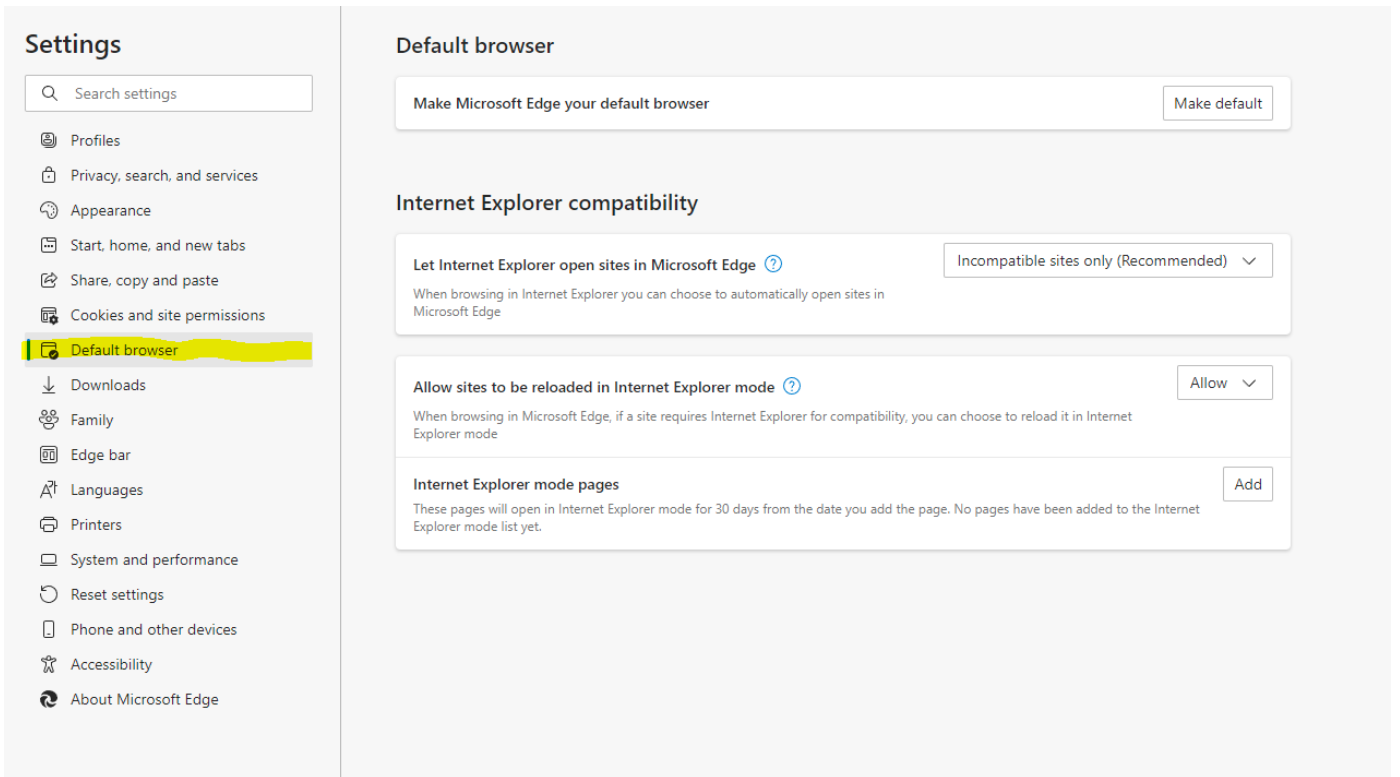 Settings
Search settings
Profiles
Privacy, search, and services
Appearance
Start, home, and new tabs
Share, copy and paste
Cookies and site permissions
Default browser
Downloads
Family
Edge bar
Languages
Printers
System and performance
Reset settings
Phone and other devices
Accessibility
About Microsoft Edge
Default browser
Make Microsoft Edge your default browser
Make default
Internet Explorer compatibility
Let Internet Explorer open sites in Microsoft Edge
Incompatible sites only (Recommended)
When browsing in Internet Explorer you can choose to automatically open sites in
Microsoft Edge
Allow sites to be reloaded in Internet Explorer mode
Allow
When browsing in Microsoft Edge, if a site requires Internet Explorer for compatibility, you can choose to reload it in Internet
Explorer mode
Internet Explorer mode pages
Add
These pages will open in Internet Explorer mode for 30 days from the date you add the page. No pages have been added to the Internet
Explorer mode list yet.